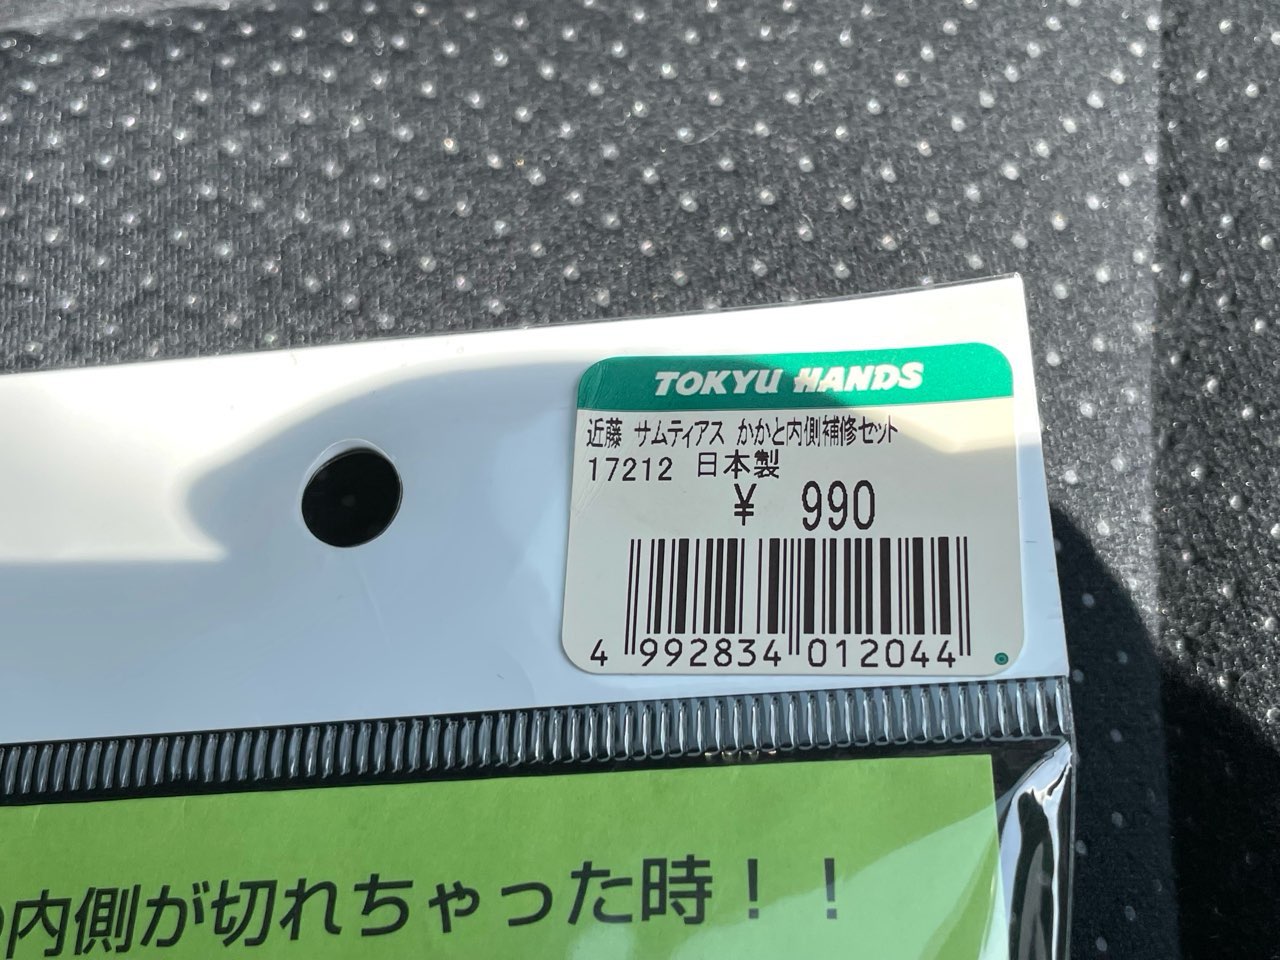 TOKYU HANDS
近藤 サムティアス かかと内側補修セット
17212 日本製
¥ 990
4 992834 012044
の内側が切れちゃった時！！